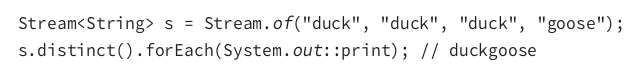 Stream<String> s = Stream.of("duck", "duck", "duck", "goose");
s.distinct().forEach(System.out::print); // duckgoose